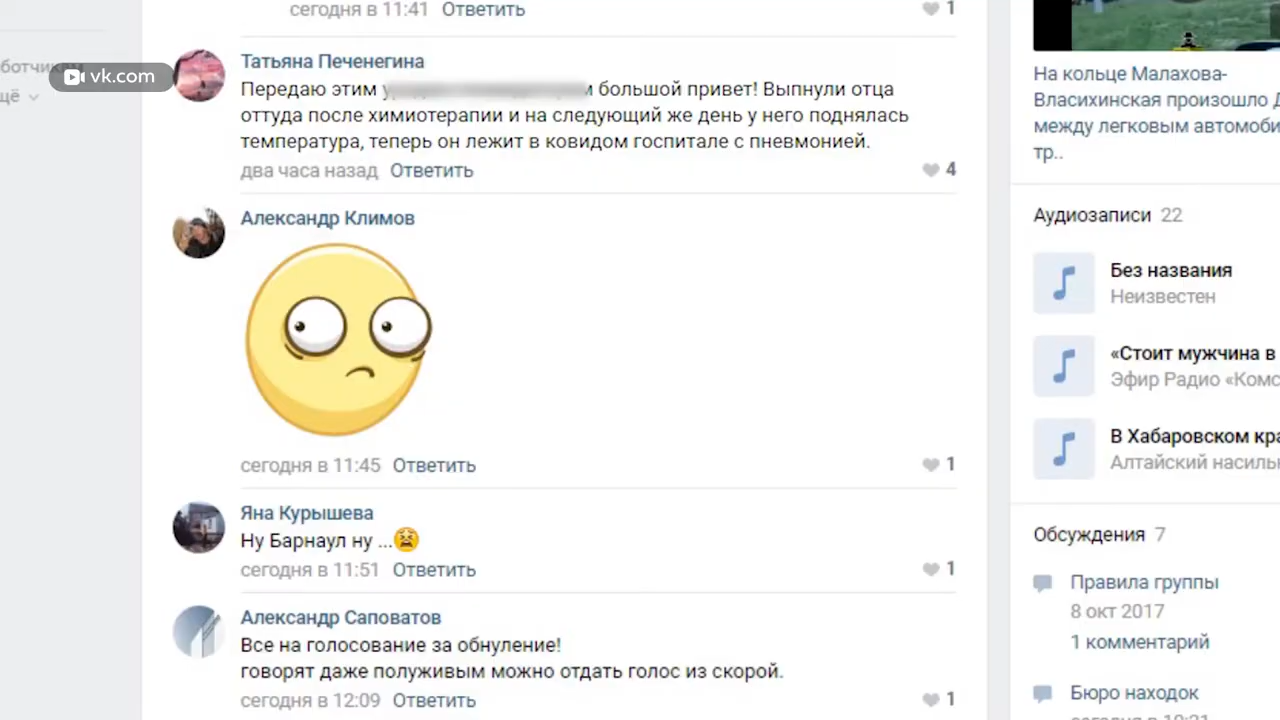 сегодня в 11:41 Ответить 1
ботчикам
щё
vk.com
Татьяна Печенегина
Передаю этим большой привет! Выпнули отца
оттуда после химиотерапии и на следующий же день у него поднялась
температура, теперь он лежит в ковидом госпитале с пневмонией.
два часа назад Ответить 4
Александр Климов
сегодня в 11:45 Ответить 1
Яна Курышева
Ну Барнаул ну ...😫
сегодня в 11:51 Ответить 1
Александр Саповатов
Все на голосование за обнуление!
говорят даже полуживым можно отдать голос из скорой.
сегодня в 12:09 Ответить 1
На кольце Малахова-
Власихинская произошло Д
между легковым автомоби
тр..
Аудиозаписи 22
Без названия
Неизвестен
«Стоит мужчина в
Эфир Радио «Комс
В Хабаровском кра
Алтайский насиль
Обсуждения 7
Правила группы
8 окт 2017
1 комментарий
Бюро находок